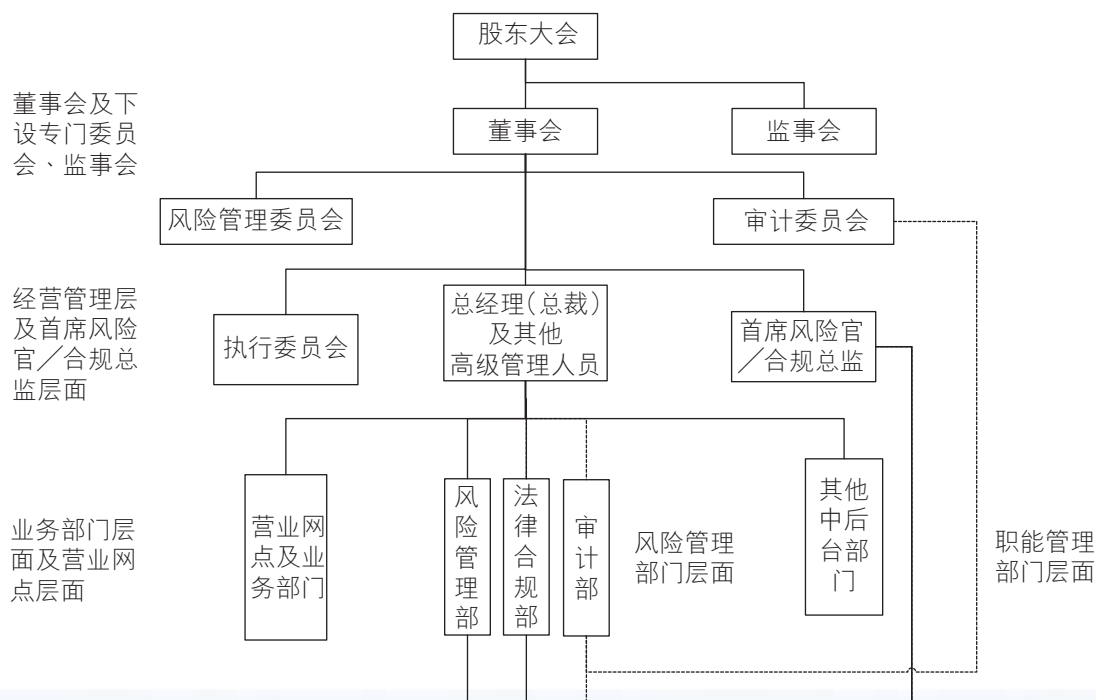 股东大会
董事会及下
设专门委员
会、监事会
董事会
监事会
风险管理委员会
审计委员会
经营管理层
及首席风险
官／合规总
监层面
执行委员会
总经理（总裁）
及其他
高级管理人员
首席风险官
／合规总监
业务部门层
面及营业网
点层面
营业网
点及业
务部门
风
险
管
理
部
法
律
合
规
部
审
计
部
风险管理
部门层面
其他
中后
台部
门
职能管理
部门层面